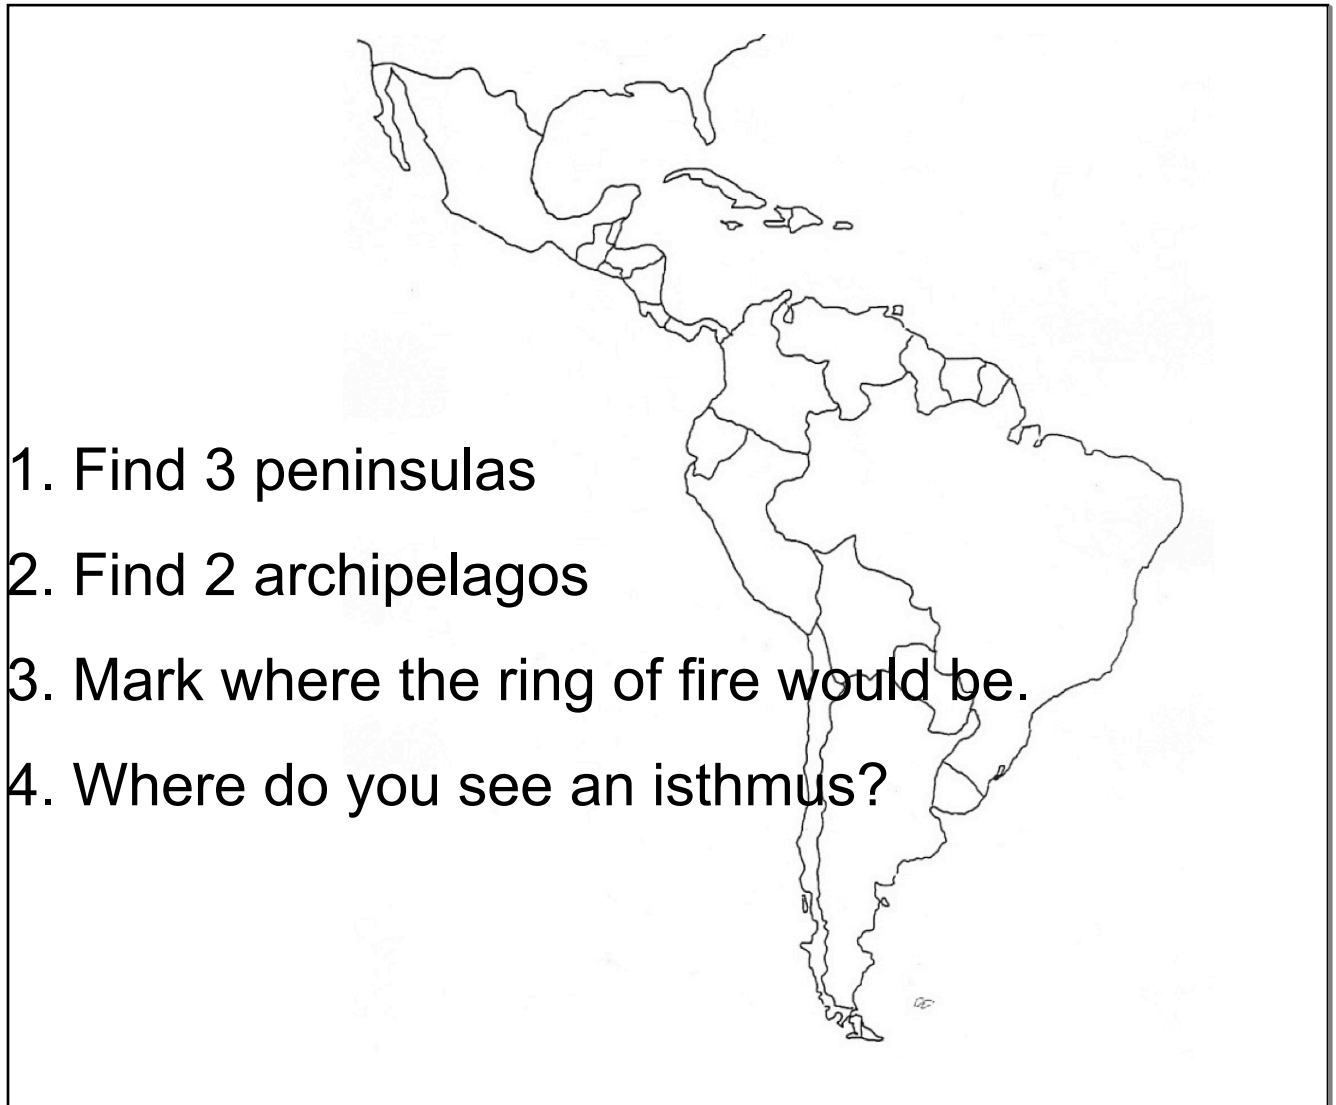 1. Find 3 peninsulas
2. Find 2 archipelagos
3. Mark where the ring of fire would be.
4. Where do you see an isthmus?